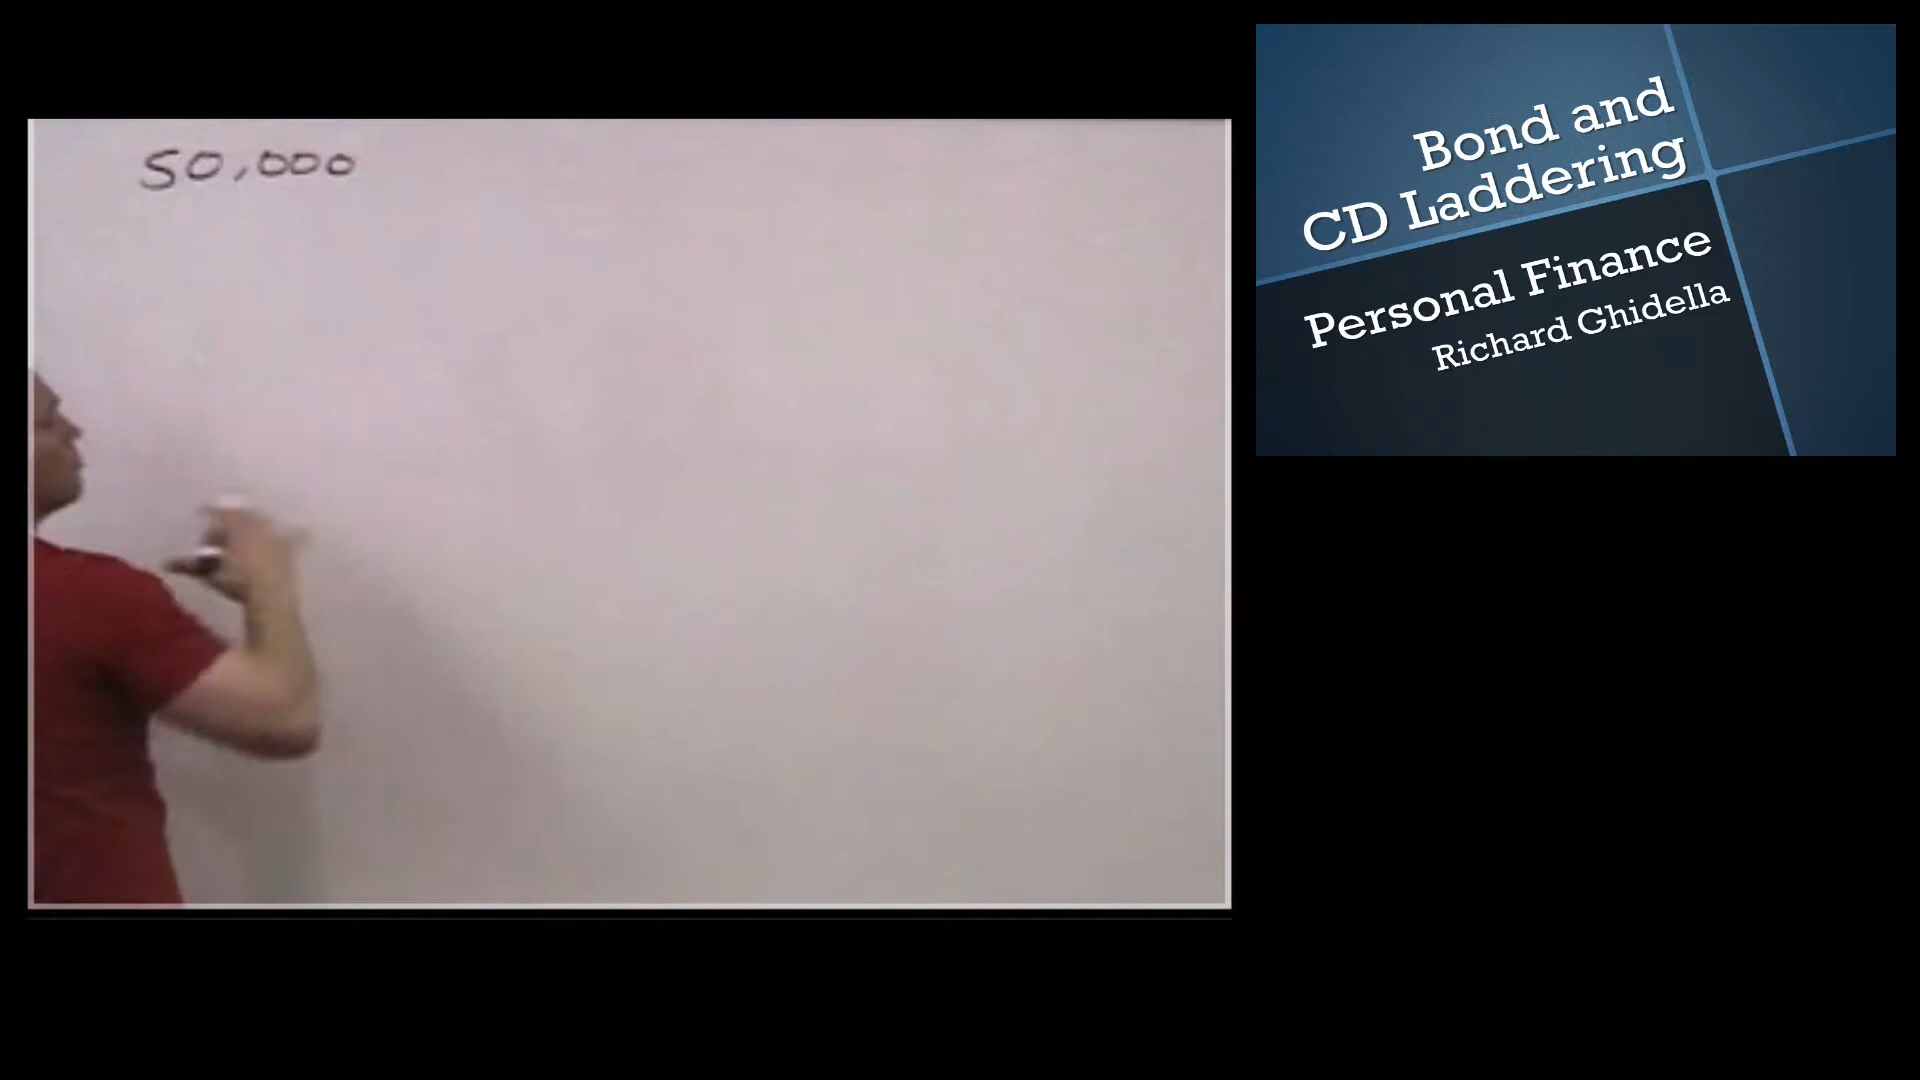 50,000
Bond and
CD Laddering
Personal Finance
Richard Ghidella